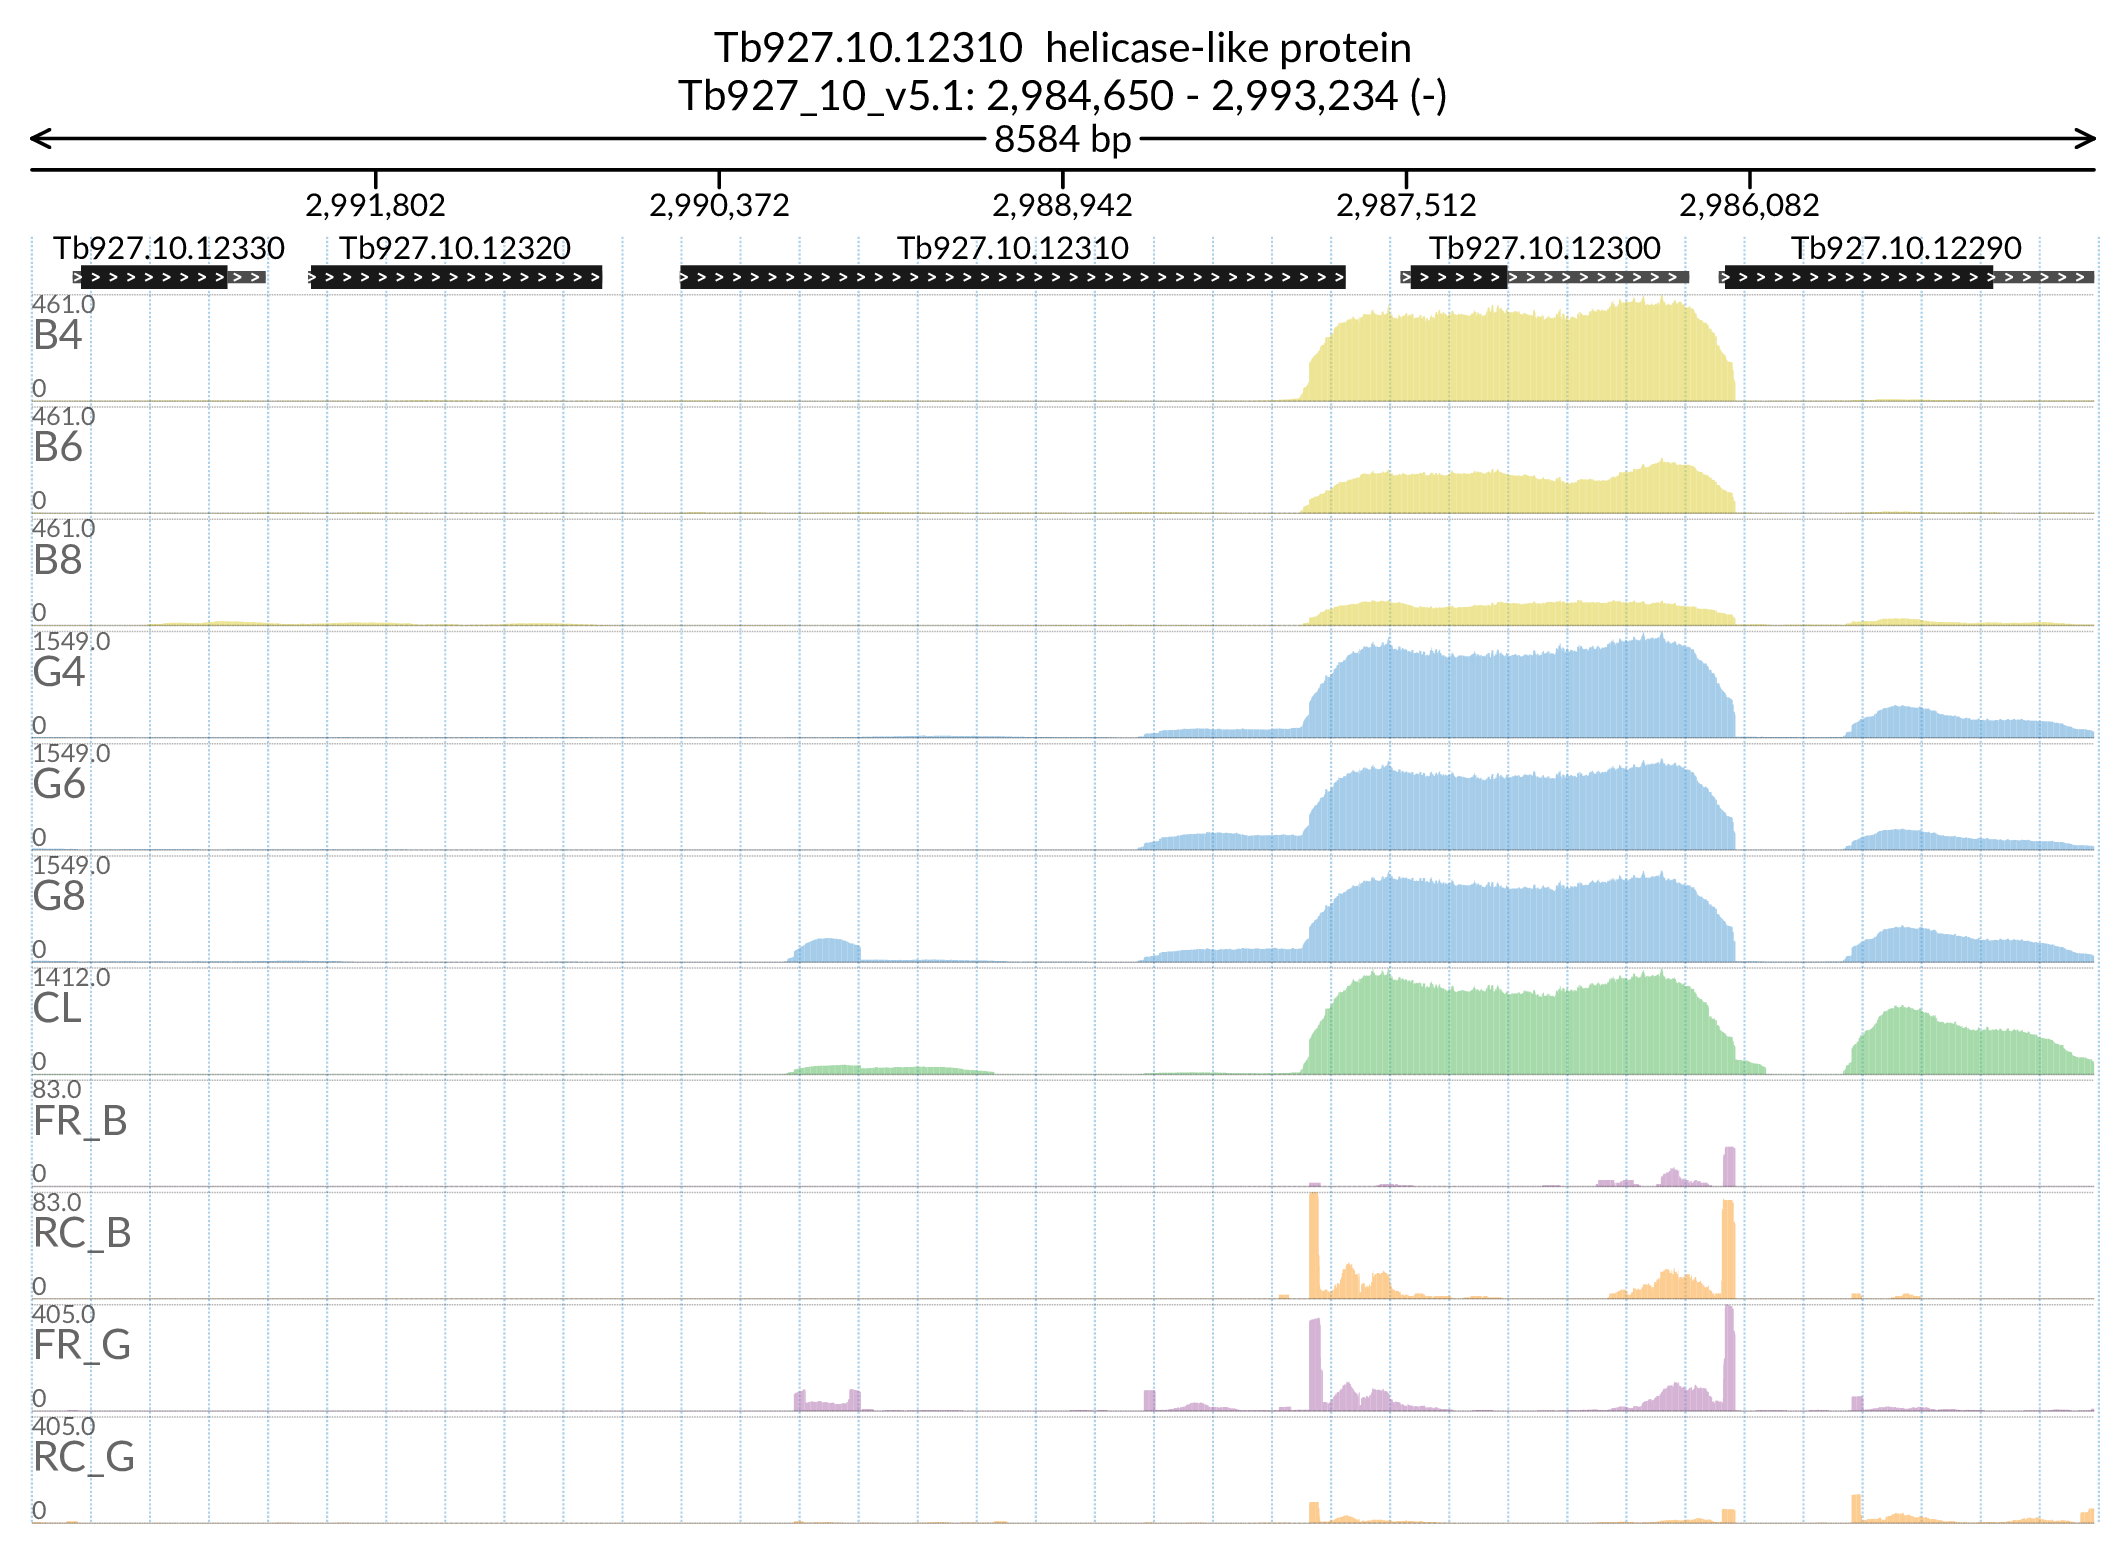 Tb927.10.12310 helicase-like protein
Tb927_10_v5.1: 2,984,650 - 2,993,234 (-)
8584 bp
2,991,802 2,990,372 2,988,942 2,987,512 2,986,082
Tb927.10.12330 Tb927.10.12320 Tb927.10.12310 Tb927.10.12300 Tb927.10.12290
461.0
B4
0
461.0
B6
0
461.0
B8
0
1549.0
G4
0
1549.0
G6
0
1549.0
G8
0
1412.0
CL
0
83.0
FR_B
0
83.0
RC_B
0
405.0
FR_G
0
405.0
RC_G
0